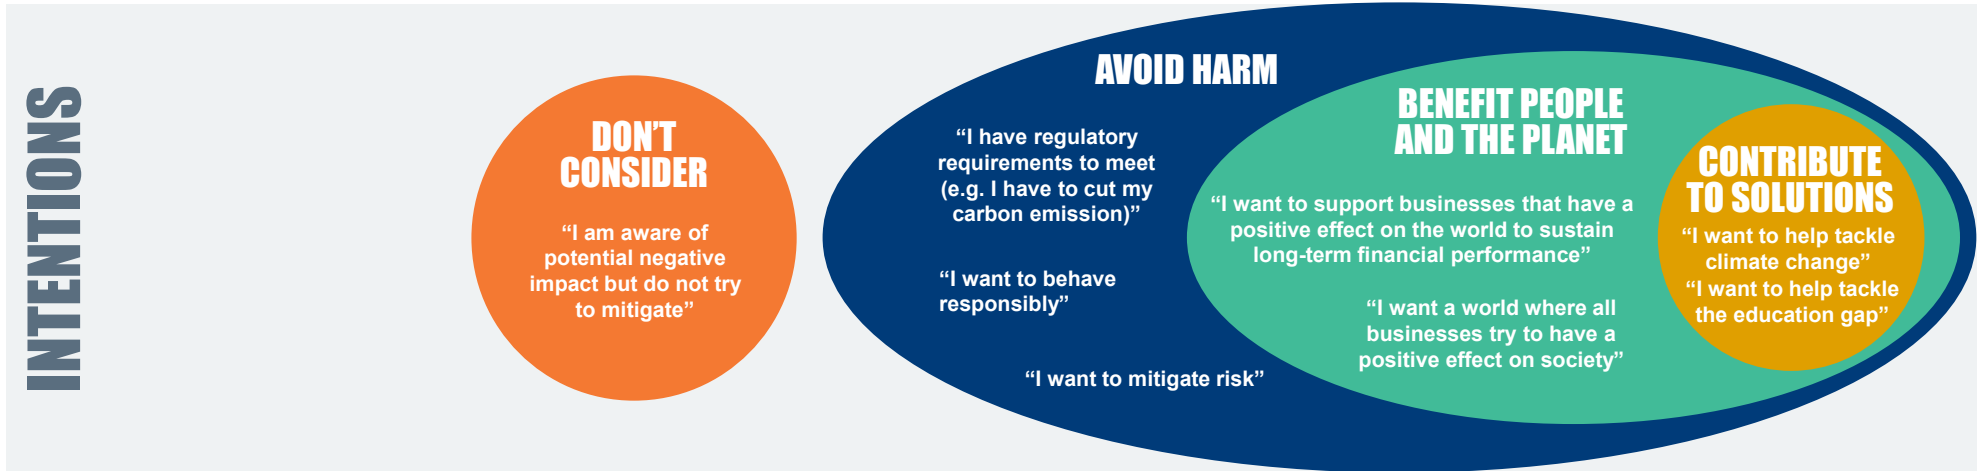 INTENTIONS
DON'T
CONSIDER
“I am aware of
potential negative
impact but do not try
to mitigate”
AVOID HARM
“I have regulatory
requirements to meet
(e.g. I have to cut my
carbon emission)”
“I want to behave
responsibly”
“I want to mitigate risk”
BENEFIT PEOPLE
AND THE PLANET
“I want to support businesses that have a
positive effect on the world to sustain
long-term financial performance”
“I want a world where all
businesses try to have a
positive effect on society”
CONTRIBUTE
TO SOLUTIONS
“I want to help tackle
climate change”
“I want to help tackle
the education gap”